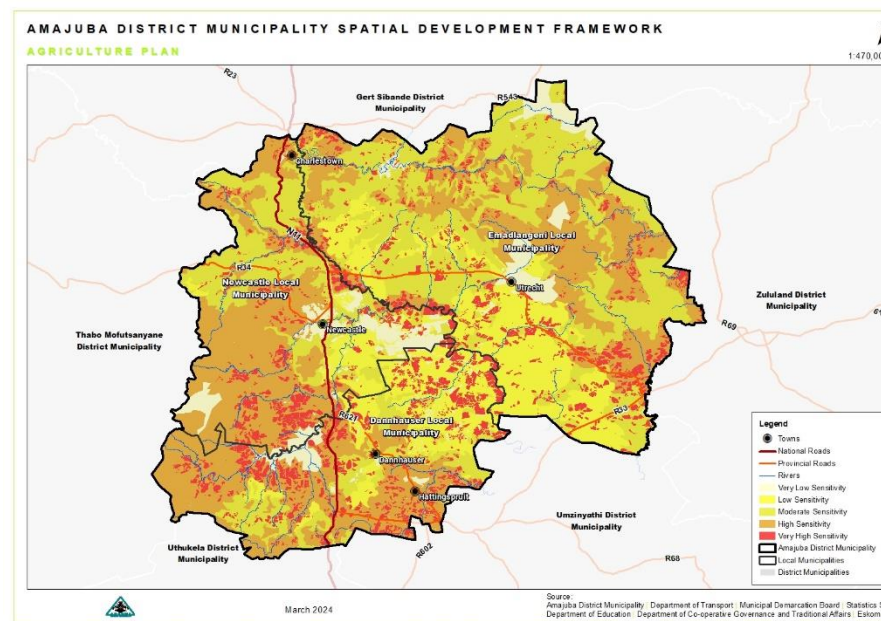 AMAJUBA DISTRICT MUNICIPALITY SPATIAL DEVELOPMENT FRAMEWORK
AGRICULTURE PLAN
1:470,00
R23
Gert Sibande District
Municipality
R543
Charlestown
N11
Emadlangeni Local
Municipality
R34
Newcastle Local
Municipality
Utrecht
Zululand District
Municipality
Thabo Mofutsanyane
District Municipality
Newcastle
R69
R33
R621
Dannhauser Local
Municipality
Dannhauser
Hattingspruit
Umzinyathi District
Municipality
Uthukela District
Municipality
R602
R68
Legend
Towns
National Roads
Provincial Roads
Rivers
Very Low Sensitivity
Low Sensitivity
Moderate Sensitivity
High Sensitivity
Very High Sensitivity
Amajuba District Municipality
Local Municipalities
District Municipalities
March 2024
Source:
Amajuba District Municipality | Department of Transport | Municipal Demarcation Board | Statistics S
Department of Education | Department of Co-operative Governance and Traditional Affairs | Eskom